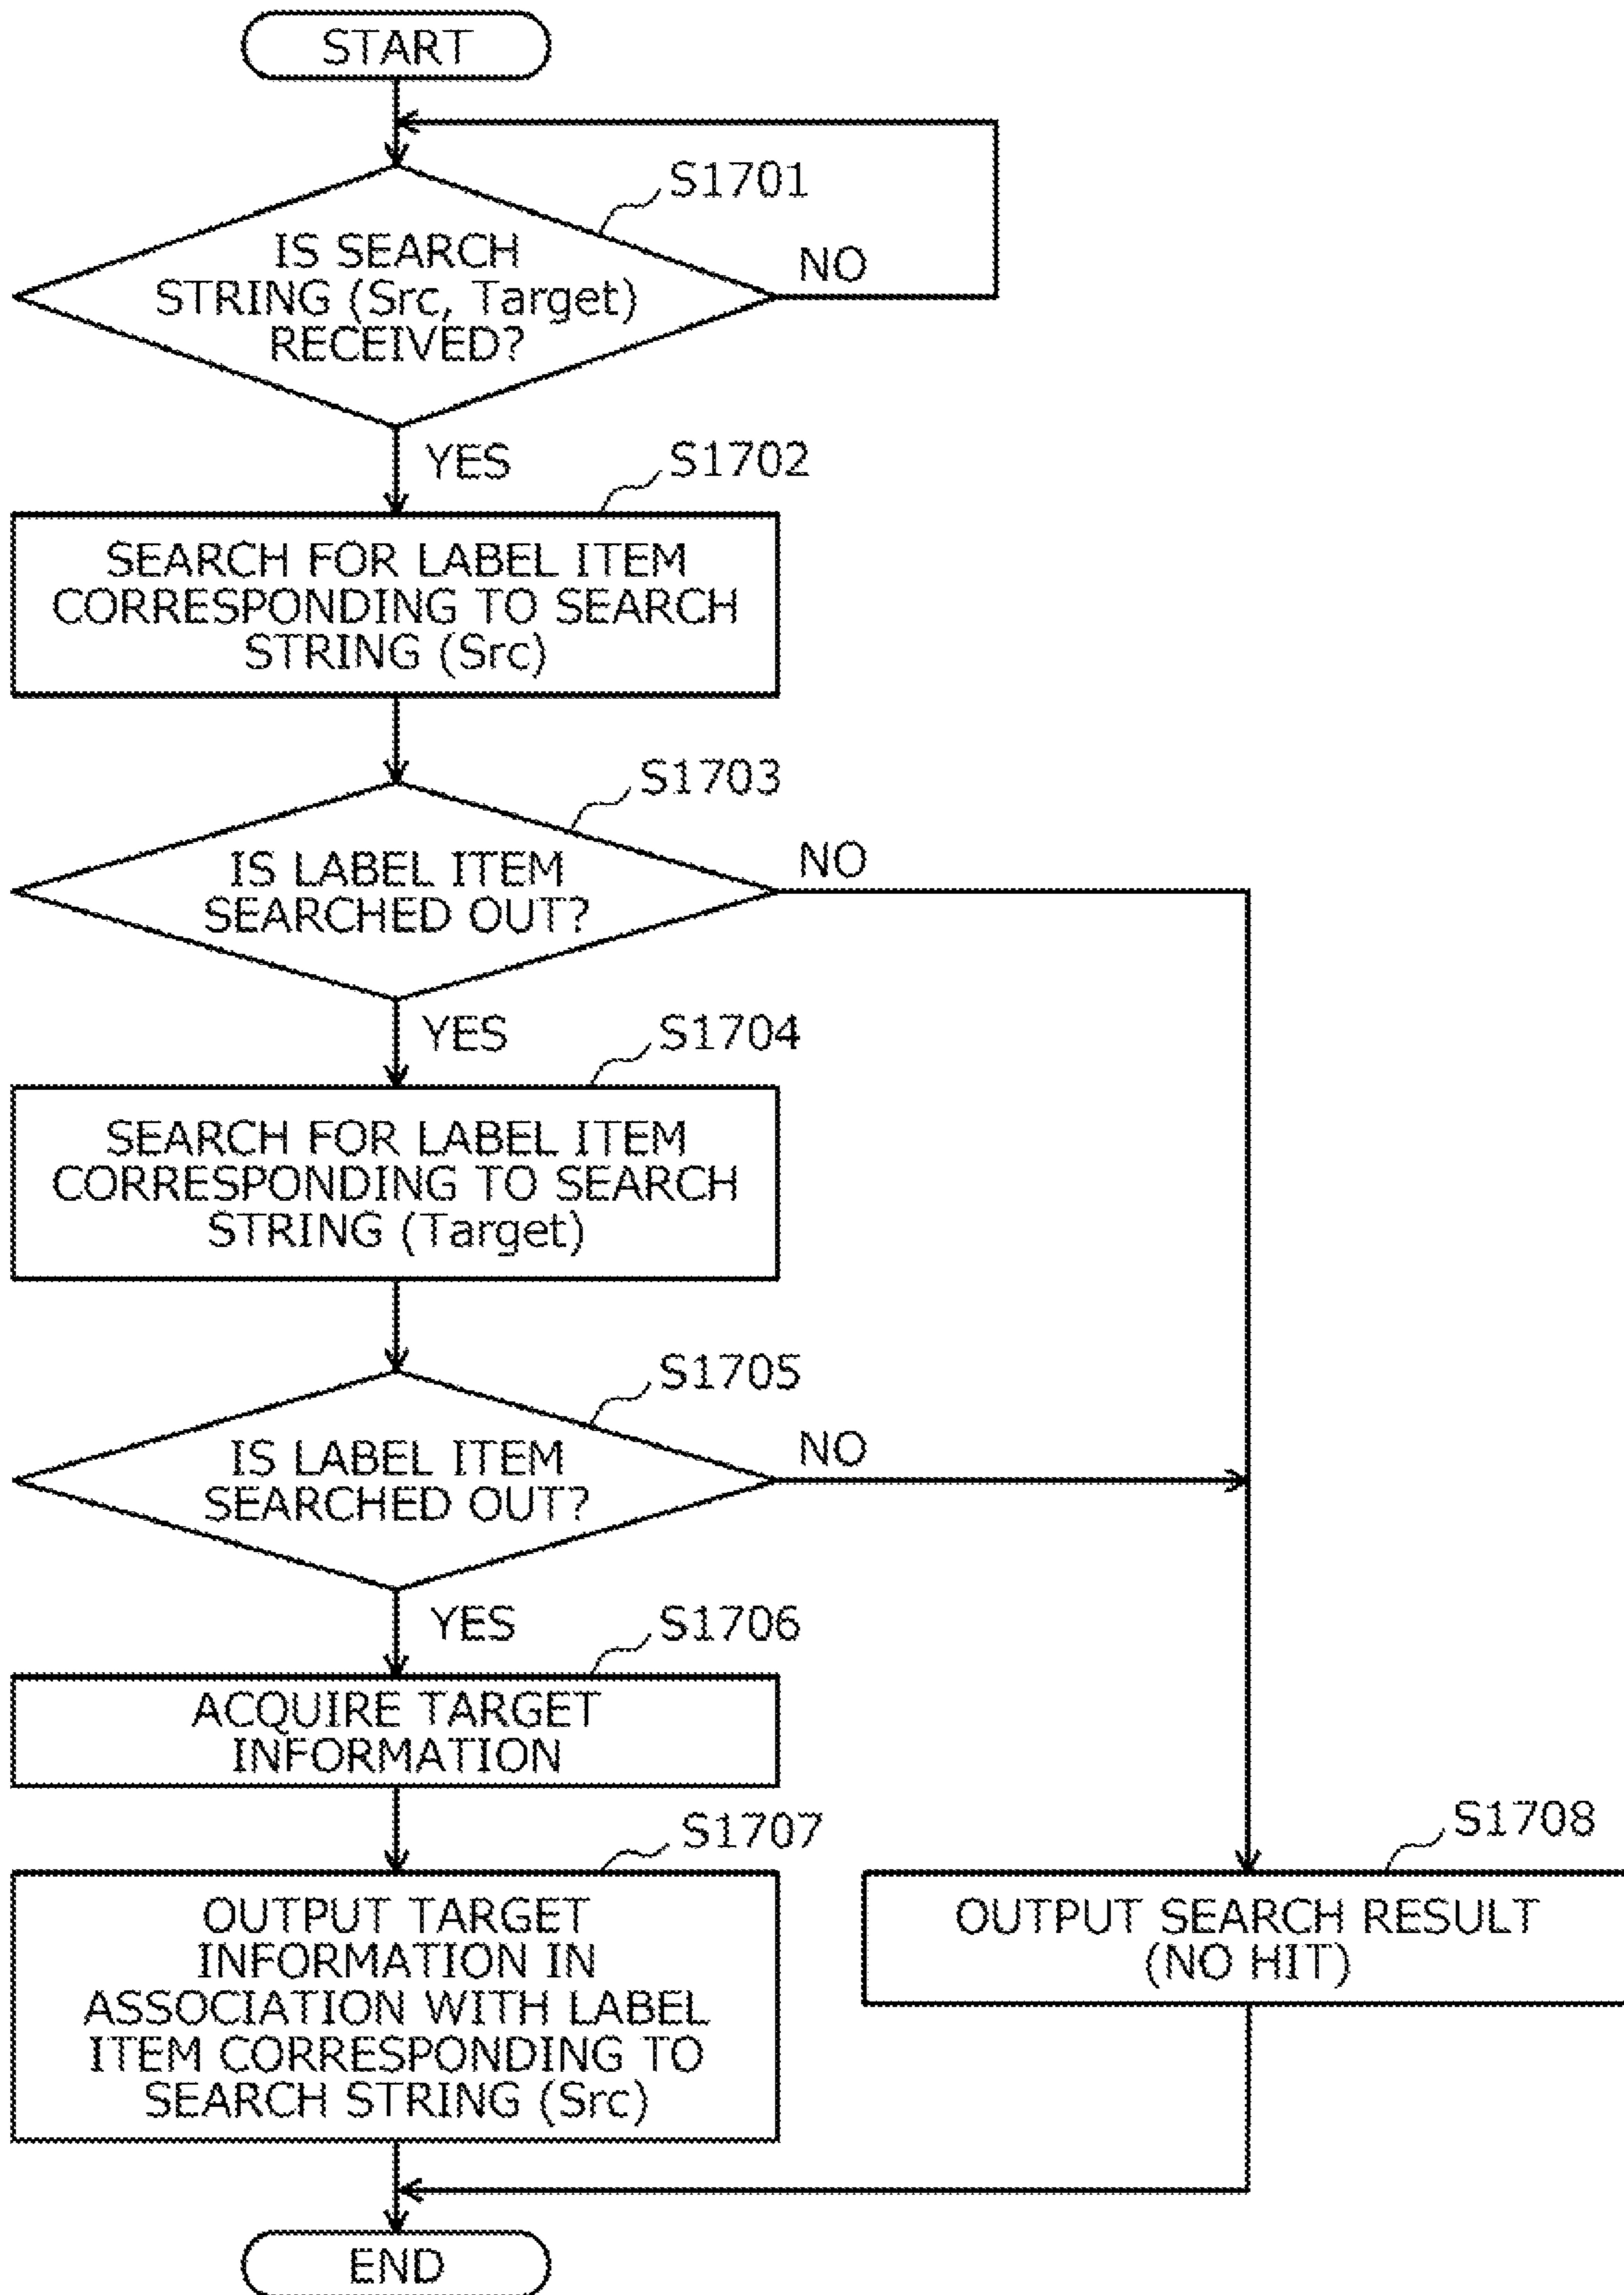 START
S1701
IS SEARCH
STRING (Src, Target)
RECEIVED?
NO
YES
S1702
SEARCH FOR LABEL ITEM
CORRESPONDING TO SEARCH
STRING (Src)
S1703
IS LABEL ITEM
SEARCHED OUT?
NO
YES
S1704
SEARCH FOR LABEL ITEM
CORRESPONDING TO SEARCH
STRING (Target)
S1705
IS LABEL ITEM
SEARCHED OUT?
NO
YES
S1706
ACQUIRE TARGET
INFORMATION
S1707
OUTPUT TARGET
INFORMATION IN
ASSOCIATION WITH LABEL
ITEM CORRESPONDING TO
SEARCH STRING (Src)
S1708
OUTPUT SEARCH RESULT
(NO HIT)
END